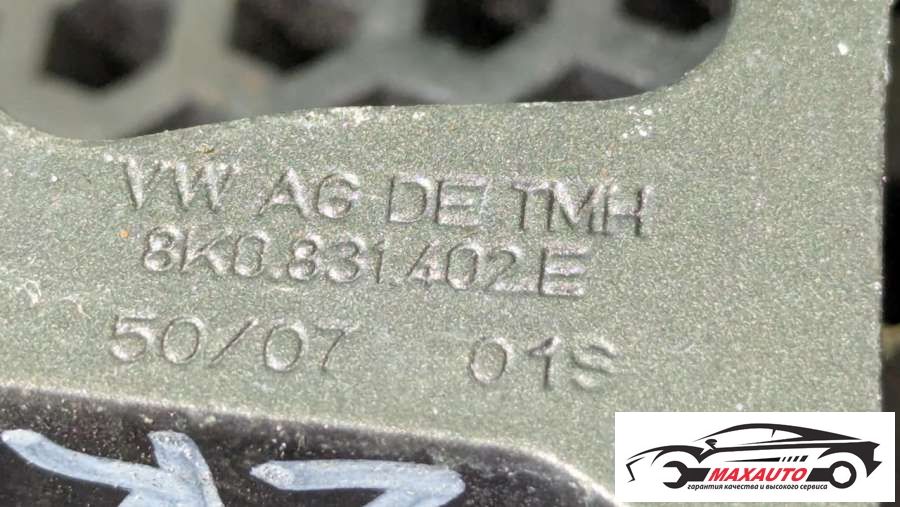 VW AG DE TMH
8K0.831.402.E
50/07 01S
MAXAUTO
гарантия качества и высокого сервиса